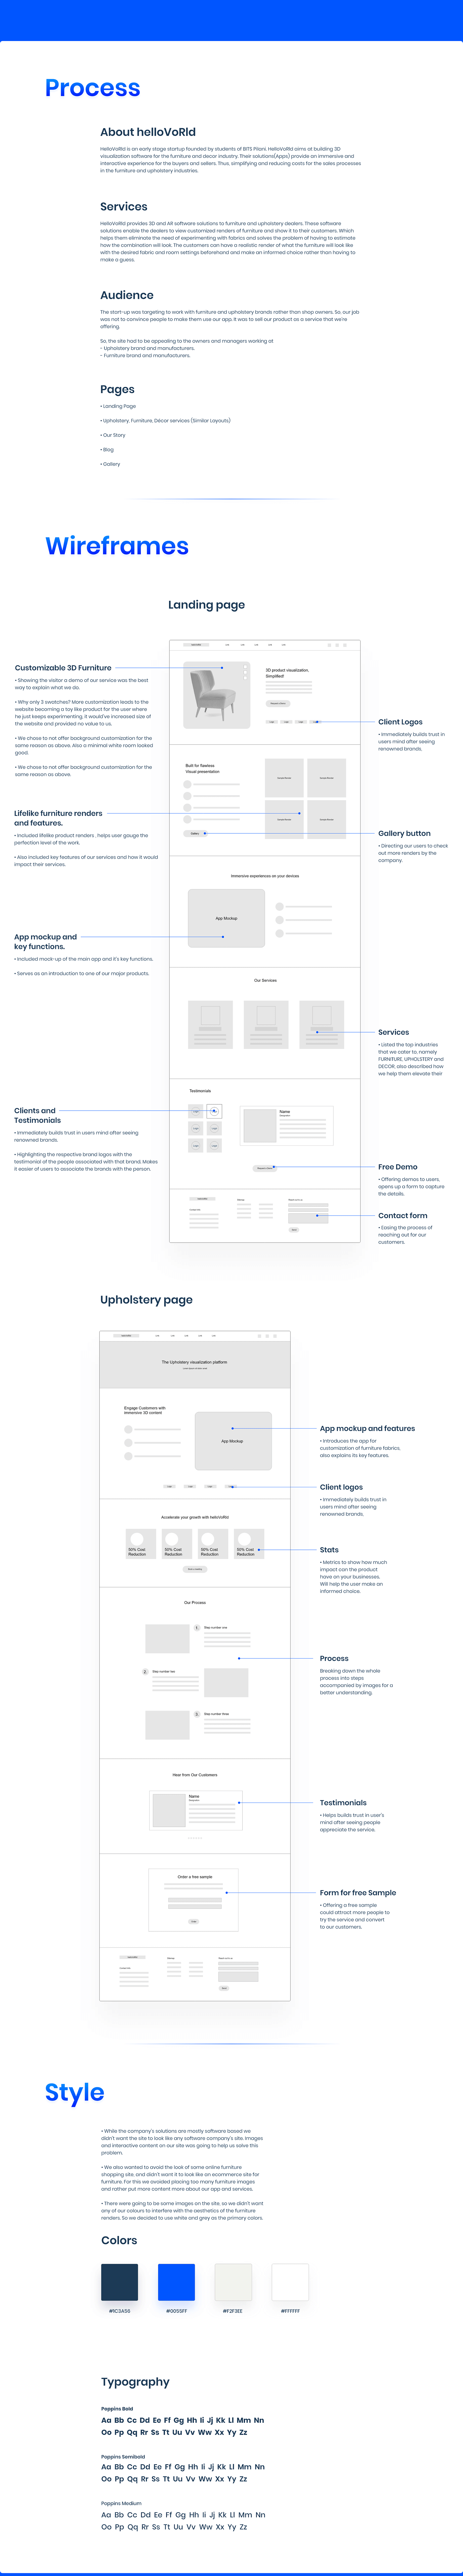 Process
About helloVoRld
HelloVoRld is an early stage startup founded by students of BITS Pilani. HelloVoRld aims at building 3D
visualization software for the furniture and decor industry. Their solutions(Apps) provide an immersive and
interactive experience for the buyers and sellers. Thus, simplifying and reducing costs for the sales processes
in the furniture and upholstery industries.
Services
HelloVoRld provides 3D and AR software solutions to furniture and upholstery dealers. These software
solutions enable the dealers to view customized renders of furniture and show it to their customers. Which
helps them eliminate the need of experimenting with fabrics and solves the problem of having to estimate
how the combination will look. The customers can have a realistic render of what the furniture will look like
with the desired fabric and room settings beforehand and make an informed choice rather than having to
make a guess.
Audience
The start-up was targeting to work with furniture and upholstery brands rather than shop owners. So, our job
was not to convince people to make them use our app, it was to sell our product as a service that we're
offering.
So, the site had to be appealing to the owners and managers working at
- Upholstery brand and manufacturers.
- Furniture brand and manufacturers.
Pages
• Landing Page
• Upholstery, Furniture, Décor services (Similar Layouts)
• Our Story
• Blog
• Gallery
Wireframes
Landing page
Customizable 3D Furniture
• Showing the visitor a demo of our service was the best
way to explain what we do.
• Why only 3 swatches? More customization leads to the
website becoming a toy like product for the user where
he just keeps experimenting, it would've increased size of
the website and provided no value to us.
• We chose to not offer background customization for the
same reason as above. Also a minimal white room looked
good.
• We chose to not offer background customization for the
same reason as above.
3D product visualization.
Simplified!
Client Logos
• Immediately builds trust in
users mind after seeing
renowned brands.
Built for flawless
Visual presentation
Gallery
Lifelike furniture renders
and features.
• Included lifelike product renders , helps user gauge the
perfection level of the work.
• Also included key features of our services and how it would
impact their services.
Gallery button
• Directing our users to check
out more renders by the
company.
Immersive experiences on your devices
App Mockup
App mockup and
key functions.
• Included mock-up of the main app and it's key functions.
• Serves as an introduction to one of our major products.
Our Services
Services
• Listed the top industries
that we cater to, namely
FURNITURE, UPHOLSTERY and
DECOR. also described how
we help them elevate their
Testimonials
Name
Clients and
Testimonials
• Immediately builds trust in users mind after seeing
renowned brands.
• Highlighting the respective brand logos with the
testimonial of the people associated with that brand. Makes
it easier of users to associate the brands with the person.
Free Demo
• Offering demos to users,
opens up a form to capture
the details.
Contact form
• Easing the process of
reaching out for our
customers.
Upholstery page
The Upholstery visualization platform
Engage Customers with
immersive 3D content
App Mockup
App mockup and features
• Introduces the app for
customization of furniture fabrics,
also explains its key features.
Client logos
• Immediately builds trust in
users mind after seeing
renowned brands.
Accelerate your growth with helloVoRld
50% Cost
Reduction
50% Cost
Reduction
50% Cost
Reduction
50% Cost
Reduction
Stats
• Metrics to show how much
impact can the product
have on your businesses.
Will help the user make an
informed choice.
Our Process
1.
Step number one
2.
Step number two
3.
Step number three
Process
Breaking down the whole
process into steps
accompanied by images for a
better understanding.
Hear from Our Customers
Name
Testimonials
• Helps builds trust in user's
mind after seeing people
appreciate the service.
Order a free sample
Form for free Sample
• Offering a free sample
could attract more people to
try the service and convert
to our customers.
Style
• While the company's solutions are mostly software based we
didn't want the site to look like any software company's site. Images
and interactive content on our site was going to help us solve this
problem.
• We also wanted to avoid the look of some online furniture
shopping site, and didn't want it to look like an ecommerce site for
furniture. For this we avoided placing too many furniture images
and rather put more content more about our app and services.
• There were going to be some images on the site, so we didn't want
any of our colours to interfere with the aesthetics of the furniture
renders. So we decided to use white and grey as the primary colors.
Colors
#1C3A56
#0055FF
#F2F3EE
#FFFFFF
Typography
Poppins Bold
Aa Bb Cc Dd Ee Ff Gg Hh Ii Jj Kk Ll Mm Nn
Oo Pp Qq Rr Ss Tt Uu Vv Ww Xx Yy Zz
Poppins Semibold
Aa Bb Cc Dd Ee Ff Gg Hh Ii Jj Kk Ll Mm Nn
Oo Pp Qq Rr Ss Tt Uu Vv Ww Xx Yy Zz
Poppins Medium
Aa Bb Cc Dd Ee Ff Gg Hh Ii Jj Kk Ll Mm Nn
Oo Pp Qq Rr Ss Tt Uu Vv Ww Xx Yy Zz